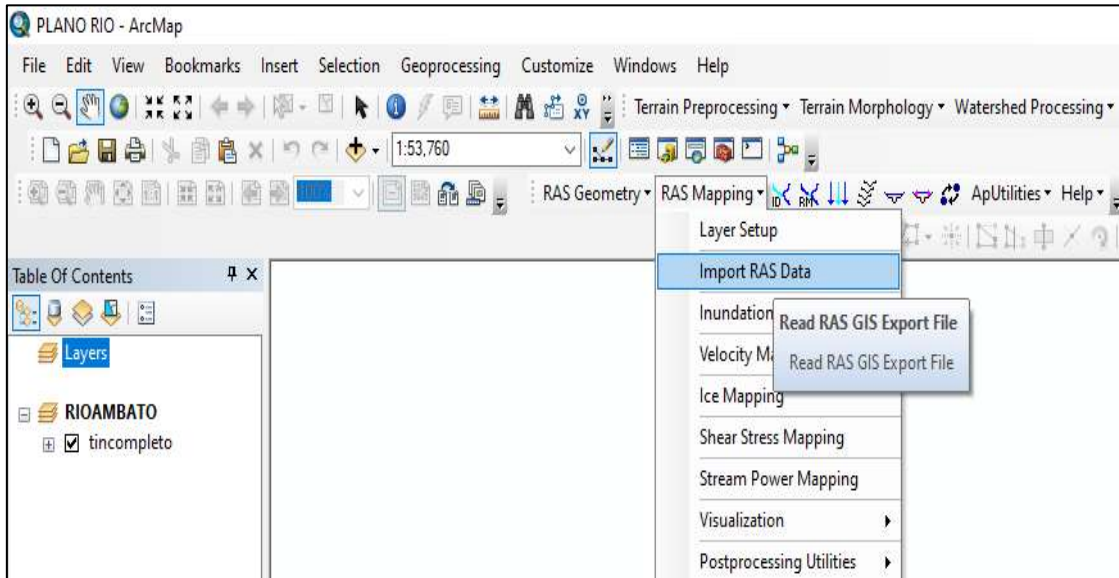 PLANO RIO - ArcMap
File Edit View Bookmarks Insert Selection Geoprocessing Customize Windows Help
Terrain Preprocessing Terrain Morphology Watershed Processing
1:53,760
100%
RAS Geometry RAS Mapping ID RM ApUtilities Help
Layer Setup
Table Of Contents
Import RAS Data
Inundation
Read RAS GIS Export File
Layers
Velocity Ma
Read RAS GIS Export File
Ice Mapping
RIOAMBATO
tincompleto
Shear Stress Mapping
Stream Power Mapping
Visualization
Postprocessing Utilities